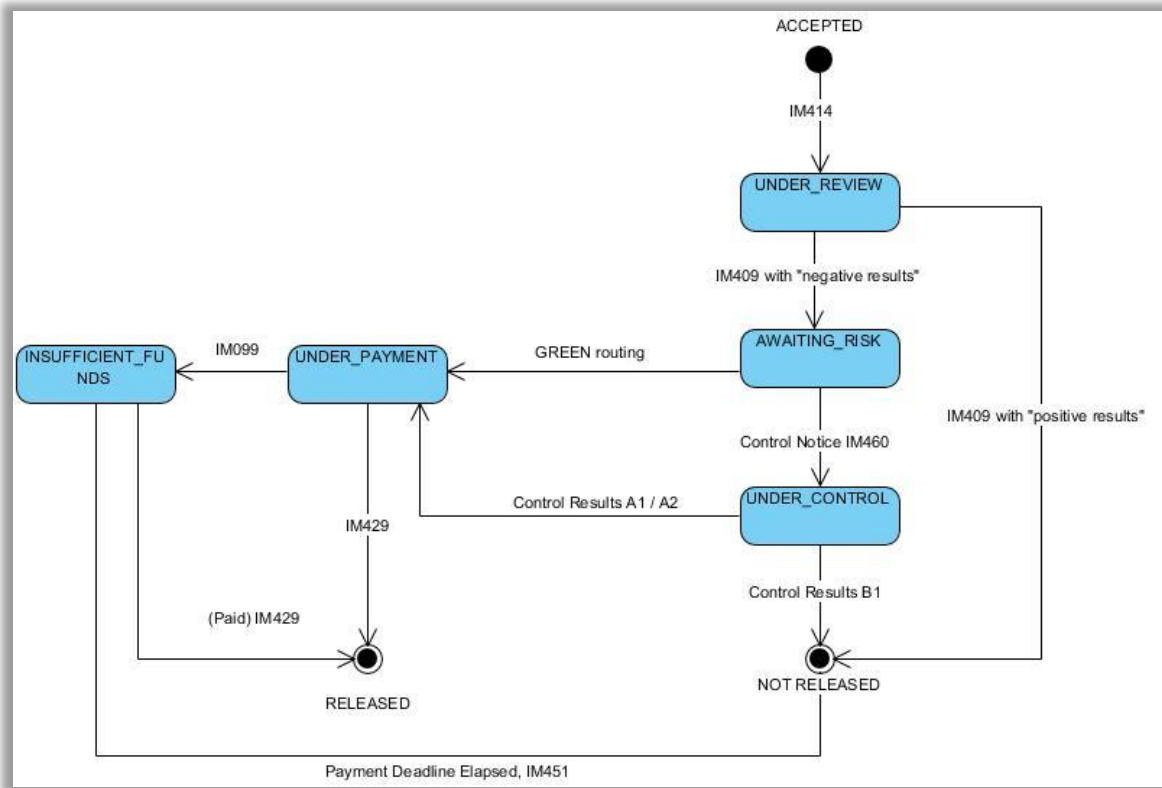 ACCEPTED
IM414
UNDER_REVIEW
IM409 with "negative results"
INSUFFICIENT_FU
NDS
IM099
UNDER_PAYMENT
GREEN routing
AWAITING_RISK
IM409 with "positive results"
Control Notice IM460
UNDER_CONTROL
Control Results A1 / A2
IM429
Control Results B1
(Paid) IM429
RELEASED
NOT RELEASED
Payment Deadline Elapsed, IM451